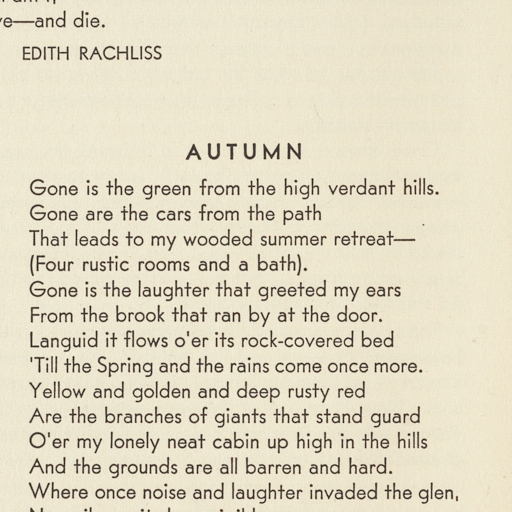 and die.
EDITH RACHLISS
AUTUMN
Gone is the green from the high verdant hills.
Gone are the cars from the path
That leads to my wooded summer retreat—
(Four rustic rooms and a bath).
Gone is the laughter that greeted my ears
From the brook that ran by at the door.
Languid it flows o'er its rock-covered bed
'Till the Spring and the rains come once more.
Yellow and golden and deep rusty red
Are the branches of giants that stand guard
O'er my lonely neat cabin up high in the hills
And the grounds are all barren and hard.
Where once noise and laughter invaded the glen,